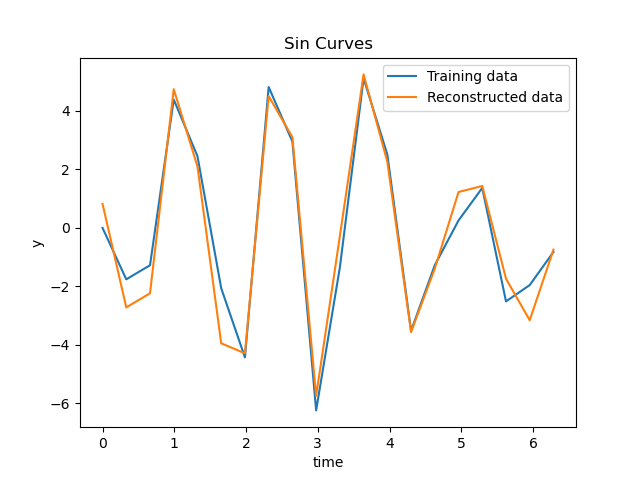 Sin Curves
Training data
Reconstructed data
4
2
0
−2
−4
−6
y
0 1 2 3 4 5 6
time